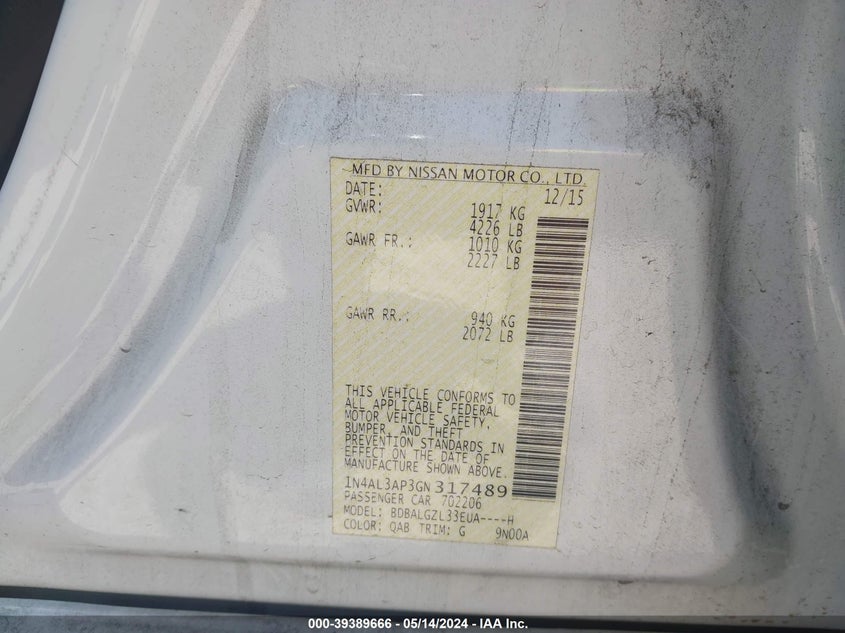 MFD BY NISSAN MOTOR CO., LTD.
DATE: 12/15
GVWR: 1917 KG
4226 LB
GAWR FR.: 1010 KG
2227 LB
GAWR RR.: 940 KG
2072 LB
THIS VEHICLE CONFORMS TO
ALL APPLICABLE FEDERAL
MOTOR VEHICLE SAFETY,
BUMPER, AND THEFT
PREVENTION STANDARDS IN
EFFECT ON THE DATE OF
MANUFACTURE SHOWN ABOVE.
1N4AL3AP3GN317489
PASSENGER CAR 702206
MODEL: BDBALGZL33EUA----H
COLOR: QAB TRIM: G 9N00A
000-39389666 - 05/14/2024 - IAA Inc.